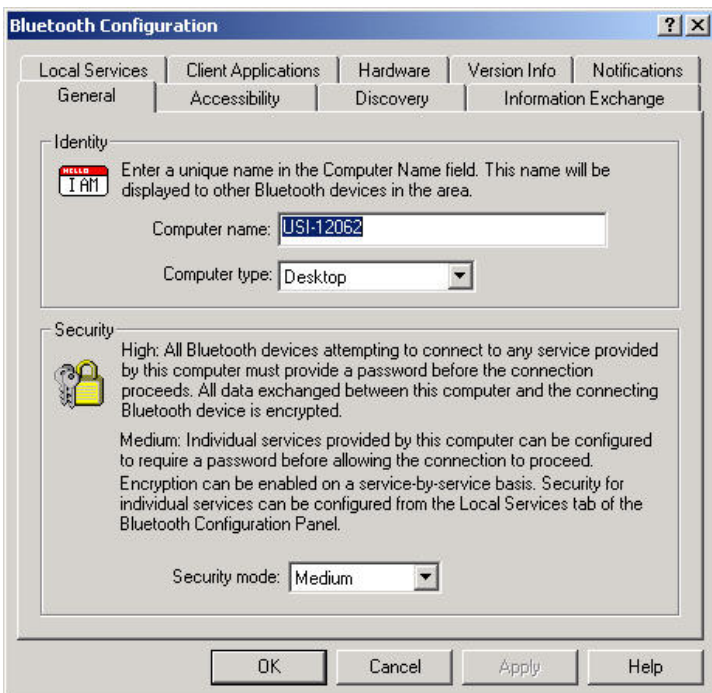 Bluetooth Configuration
Local Services Client Applications Hardware Version Info Notifications
General Accessibility Discovery Information Exchange
Identity
HELLO
I AM
Enter a unique name in the Computer Name field. This name will be
displayed to other Bluetooth devices in the area.
Computer name: USI-12062
Computer type: Desktop
Security
High: All Bluetooth devices attempting to connect to any service provided
by this computer must provide a password before the connection
proceeds. All data exchanged between this computer and the connecting
Bluetooth device is encrypted.
Medium: Individual services provided by this computer can be configured
to require a password before allowing the connection to proceed.
Encryption can be enabled on a service-by-service basis. Security for
individual services can be configured from the Local Services tab of the
Bluetooth Configuration Panel.
Security mode: Medium
OK Cancel Apply Help